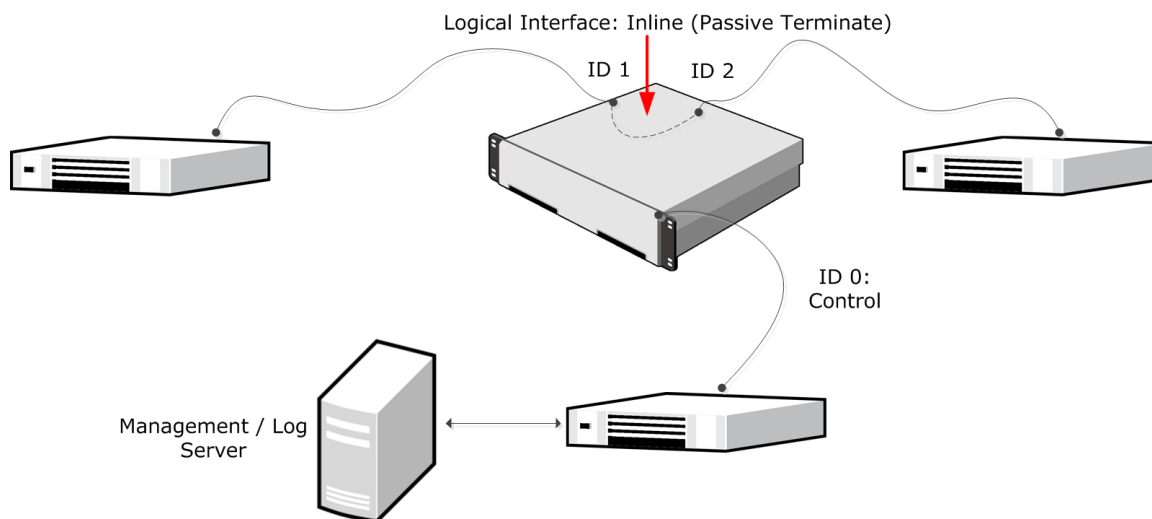 Logical Interface: Inline (Passive Terminate)
ID 1
ID 2
ID 0:
Control
Management / Log
Server